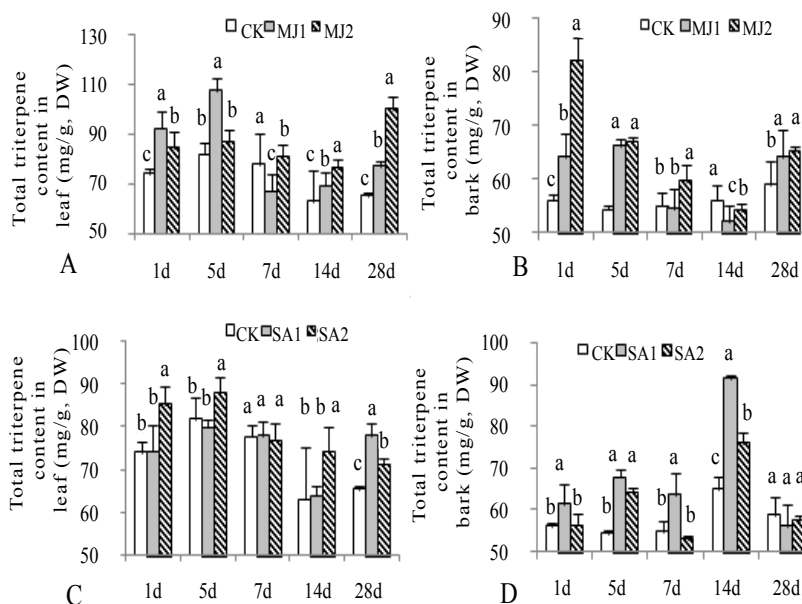 Total triterpene
content in
leaf (mg/g, DW)
130
110
90
70
50
CK MJ1 MJ2
c a b
b a b
a c b
c b a
c b a
1d 5d 7d 14d 28d
A
Total triterpene
content in
bark (mg/g, DW)
90
80
70
60
50
CK MJ1 MJ2
c b a
a a
b b a
a c b
a a
1d 5d 7d 14d 28d
B
Total triterpene
content in
leaf (mg/g, DW)
100
90
80
70
60
50
CK SA1 SA2
b b a
b b a
a a a
b b a
c a b
1d 5d 7d 14d 28d
C
Total triterpene
content in
bark (mg/g, DW)
100
90
80
70
60
50
CK SA1 SA2
b a b
b a a
b a b
c a b
a a a
1d 5d 7d 14d 28d
D